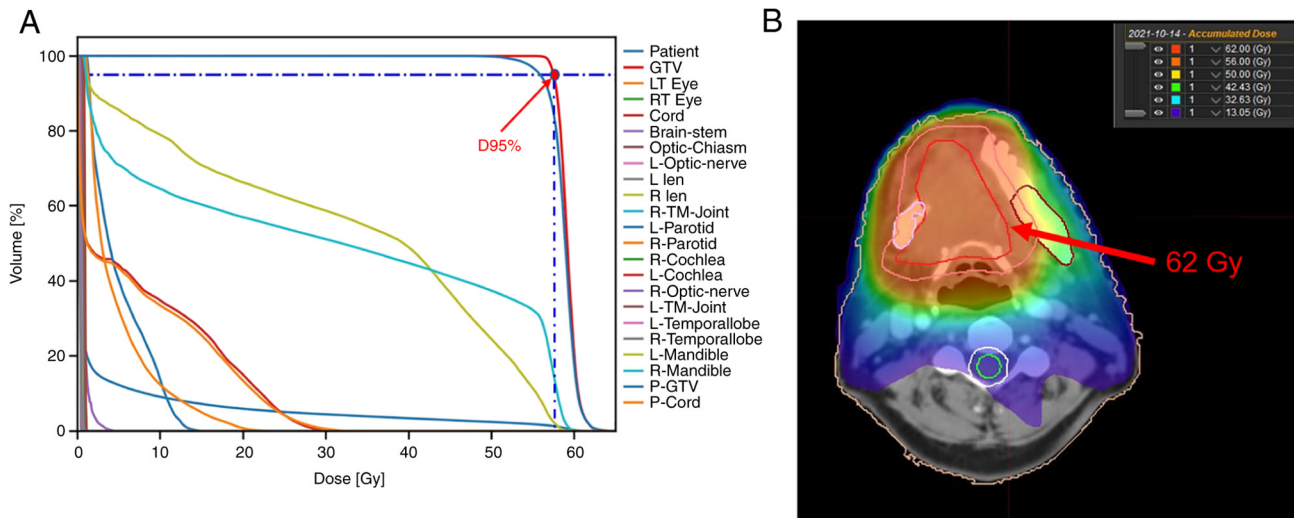 A
100
80
60
40
20
0
Volume [%]
0 10 20 30 40 50 60
Dose [Gy]
D95%
Patient
GTV
LT Eye
RT Eye
Cord
Brain-stem
Optic-Chiasm
L-Optic-nerve
L len
R len
R-TM-Joint
L-Parotid
R-Parotid
R-Cochlea
L-Cochlea
R-Optic-nerve
L-TM-Joint
L-Temporallobe
R-Temporallobe
L-Mandible
R-Mandible
P-GTV
P-Cord
B
2021-10-14 - Accumulated Dose
1 62.00 (Gy)
1 56.00 (Gy)
1 50.00 (Gy)
1 42.43 (Gy)
1 32.63 (Gy)
1 13.05 (Gy)
62 Gy